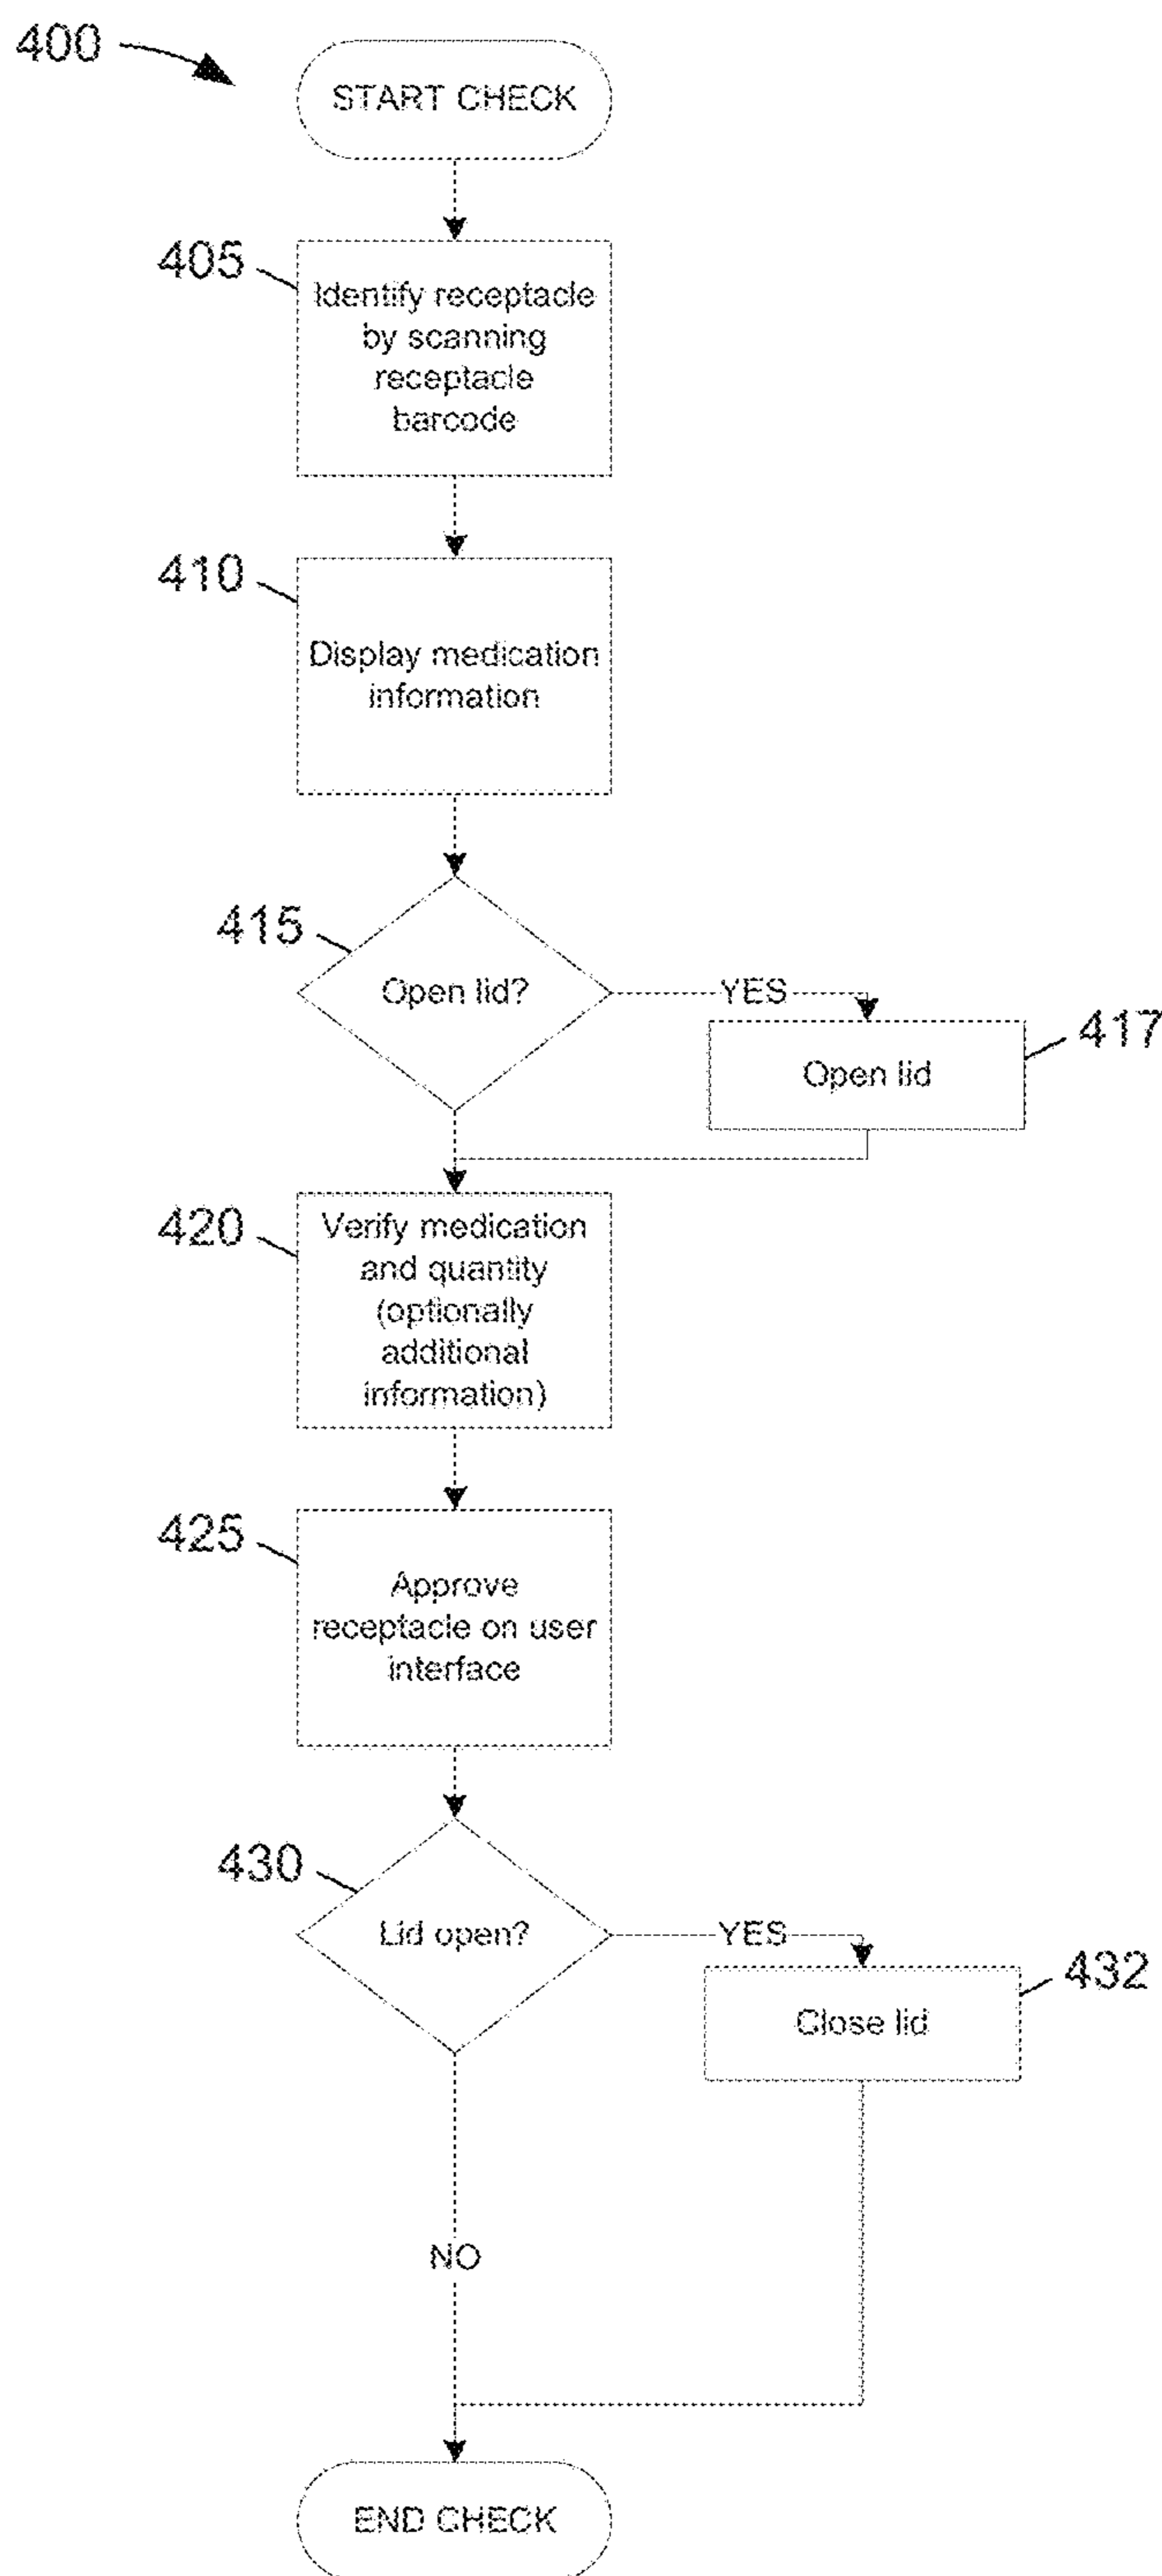 400
START CHECK
405
Identify receptacle
by scanning
receptacle
barcode
410
Display medication
information
415
Open lid?
YES
417
Open lid
420
Verify medication
and quantity
(optionally
additional
information)
425
Approve
receptacle on user
interface
430
Lid open?
YES
432
Close lid
NO
END CHECK